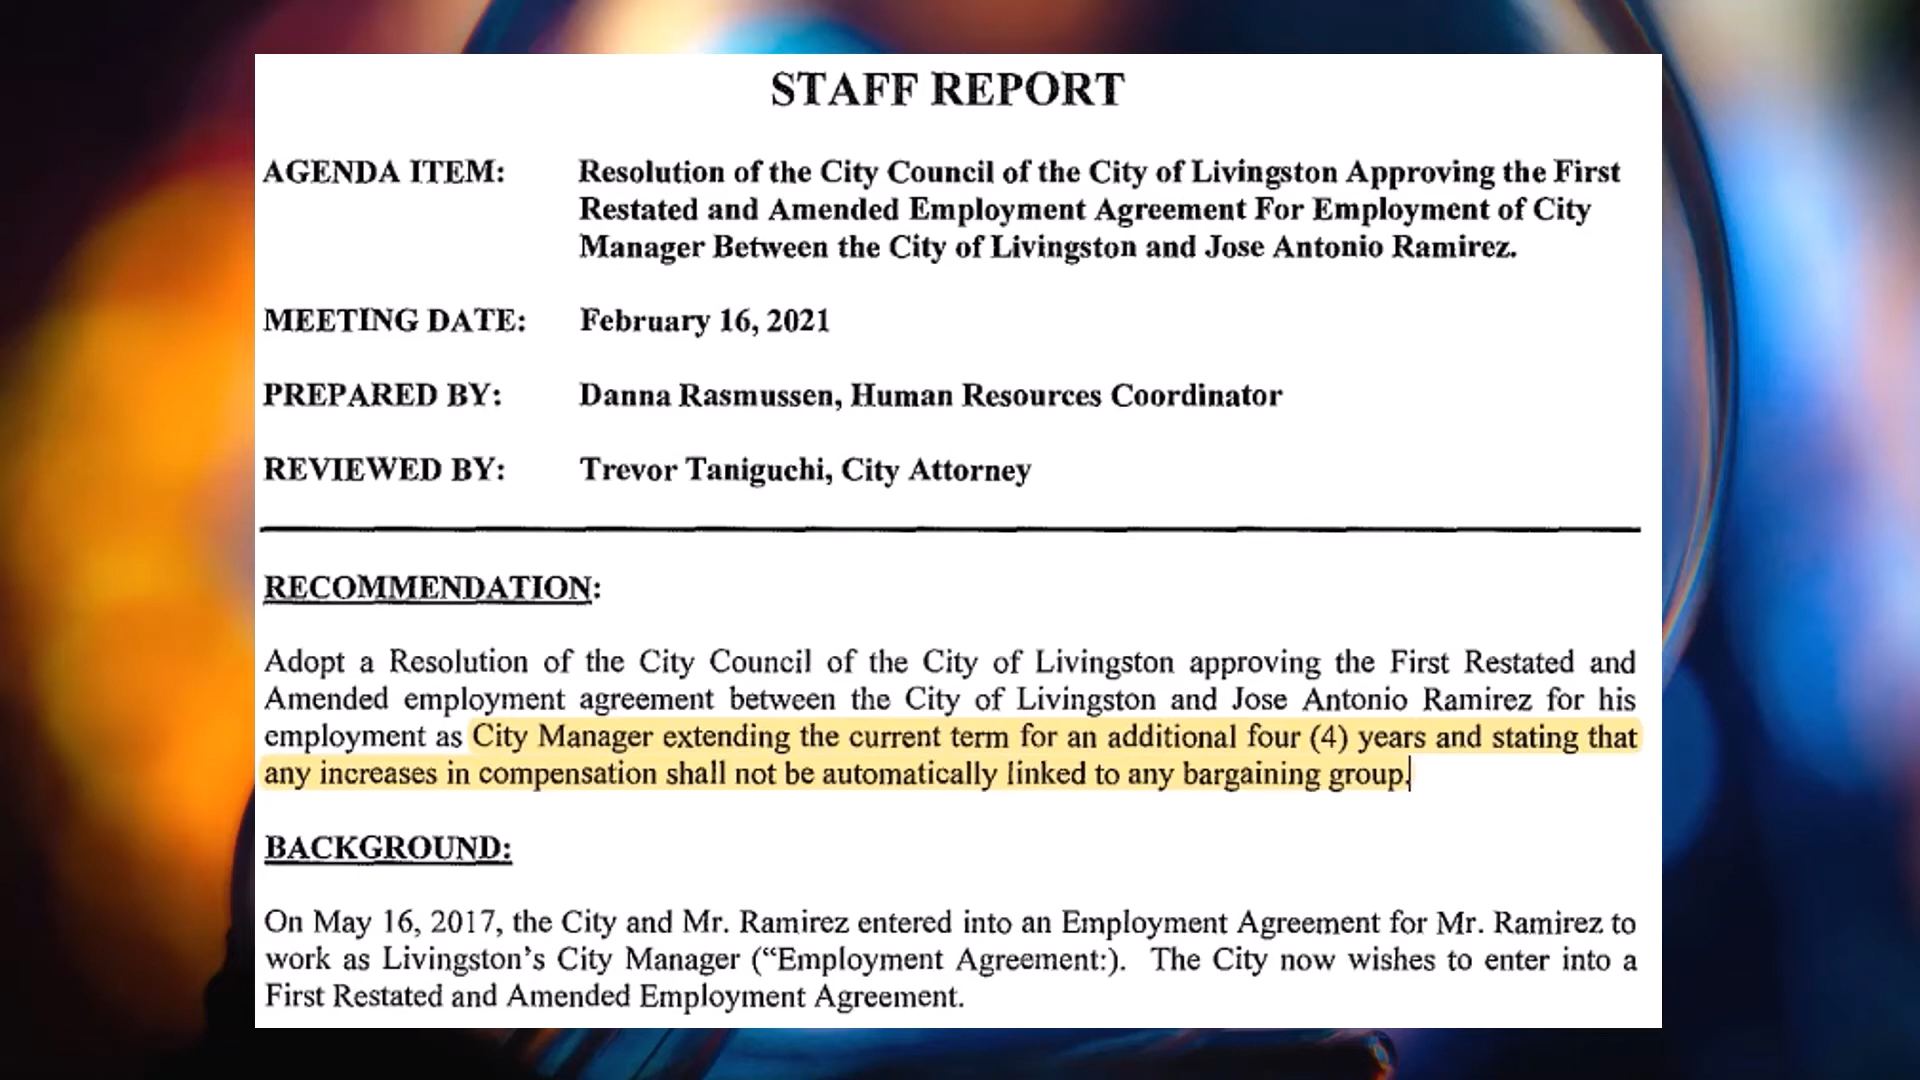 STAFF REPORT
AGENDA ITEM: Resolution of the City Council of the City of Livingston Approving the First
Restated and Amended Employment Agreement For Employment of City
Manager Between the City of Livingston and Jose Antonio Ramirez.
MEETING DATE: February 16, 2021
PREPARED BY: Danna Rasmussen, Human Resources Coordinator
REVIEWED BY: Trevor Taniguchi, City Attorney
RECOMMENDATION:
Adopt a Resolution of the City Council of the City of Livingston approving the First Restated and
Amended employment agreement between the City of Livingston and Jose Antonio Ramirez for his
employment as City Manager extending the current term for an additional four (4) years and stating that
any increases in compensation shall not be automatically linked to any bargaining group.
BACKGROUND:
On May 16, 2017, the City and Mr. Ramirez entered into an Employment Agreement for Mr. Ramirez to
work as Livingston's City Manager (“Employment Agreement:). The City now wishes to enter into a
First Restated and Amended Employment Agreement.